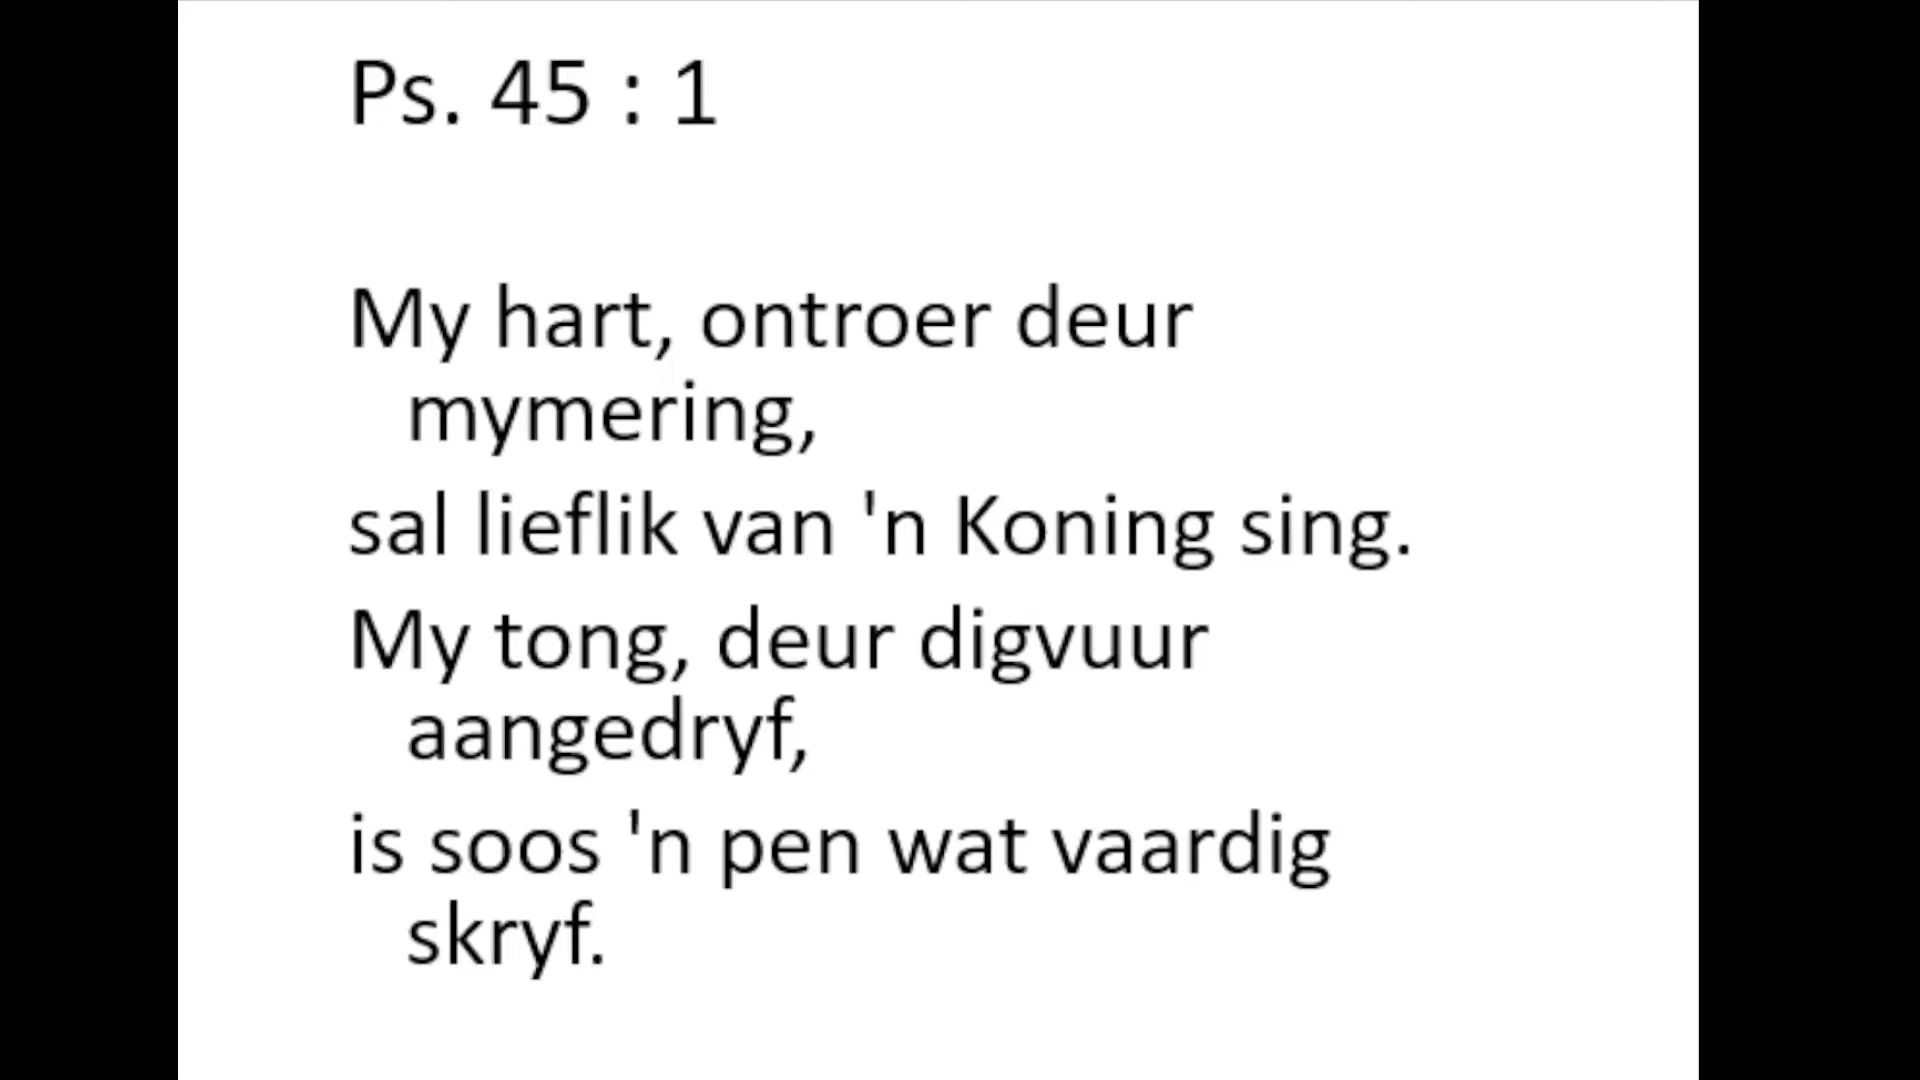 Ps. 45 : 1
My hart, ontroer deur
mymering,
sal lieflik van 'n Koning sing.
My tong, deur digvuur
aangedryf,
is soos 'n pen wat vaardig
skryf.